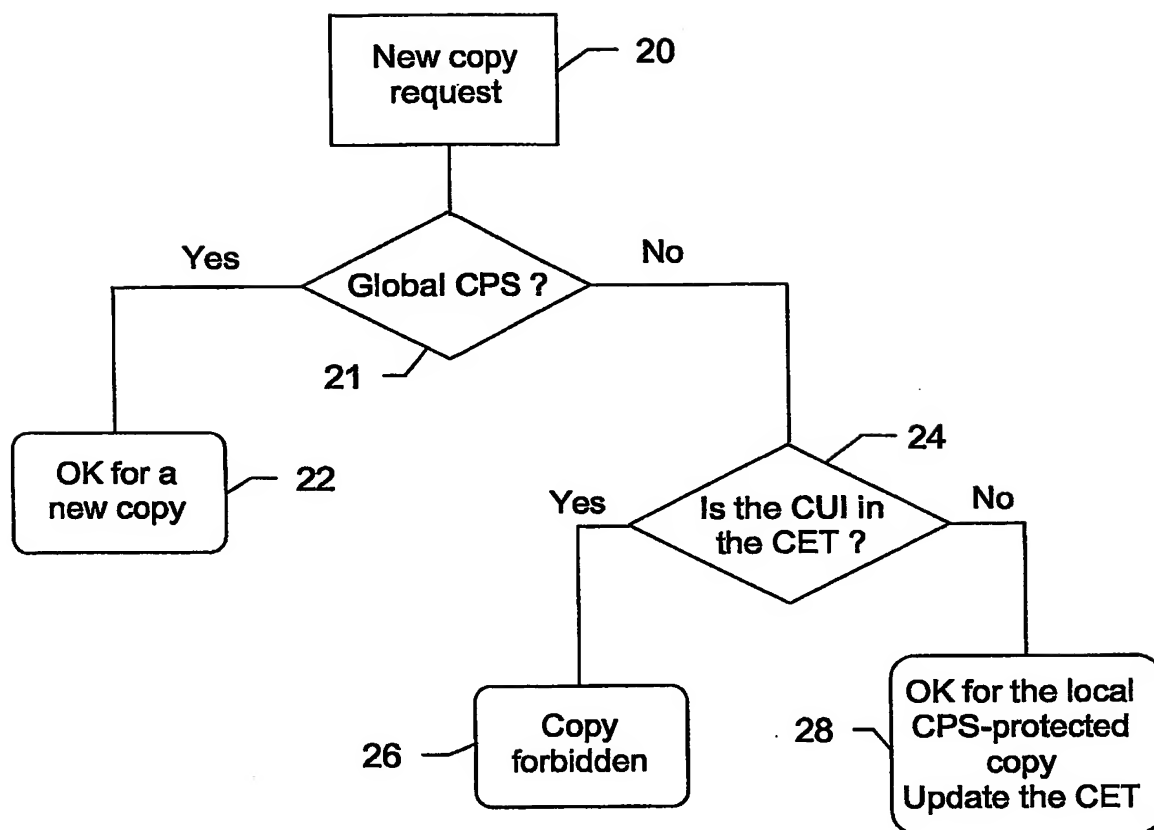 New copy
request
20
Yes
No
Global CPS ?
21
24
OK for a
new copy
22
Yes
Is the CUI in
the CET ?
No
Copy
forbidden
26
OK for the local
CPS-protected
copy
Update the CET
28